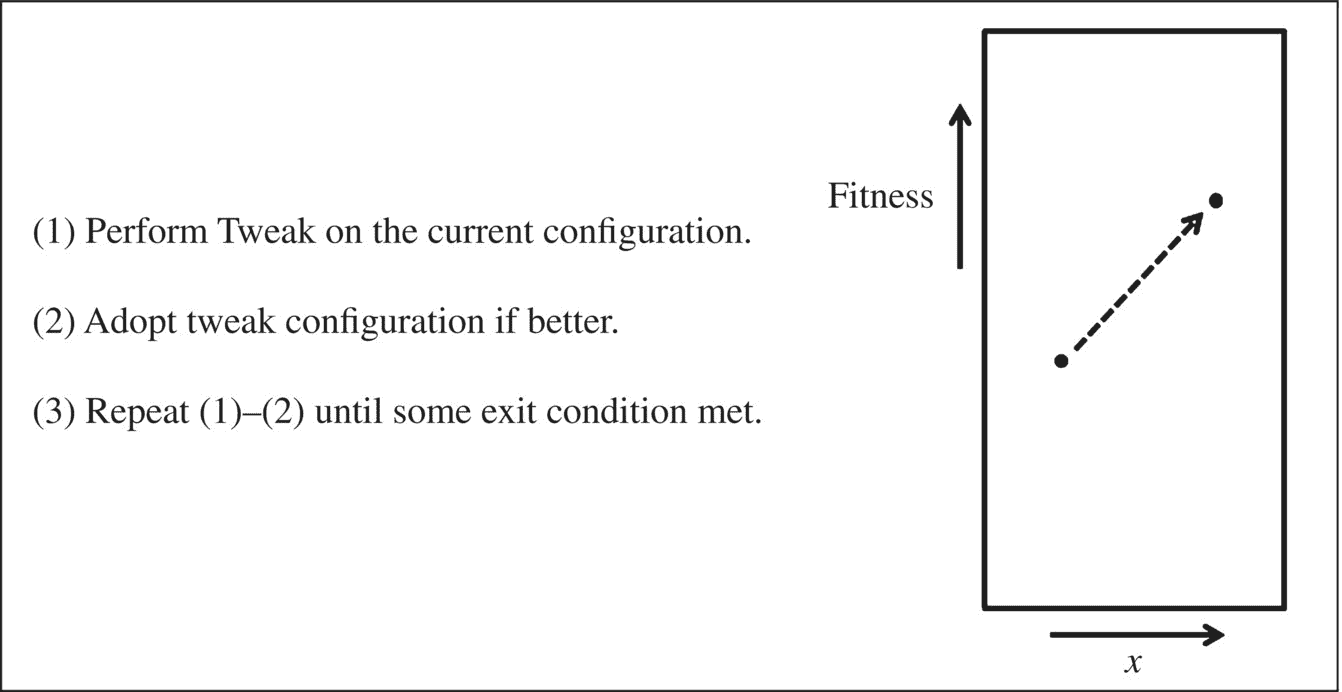 (1) Perform Tweak on the current configuration.
(2) Adopt tweak configuration if better.
(3) Repeat (1)–(2) until some exit condition met.
Fitness
x